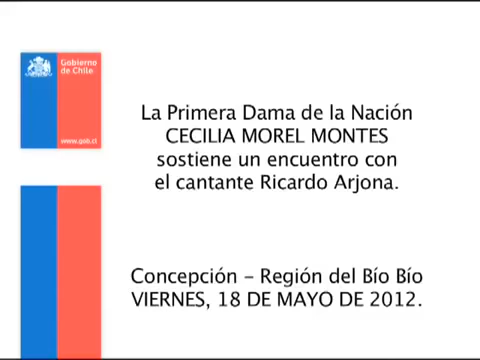 Gobierno
de Chile
www.gob.cl
La Primera Dama de la Nación
CECILIA MOREL MONTES
sostiene un encuentro con
el cantante Ricardo Arjona.
Concepción - Región del Bío Bío
VIERNES, 18 DE MAYO DE 2012.